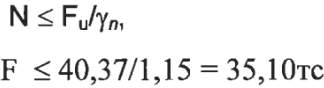 N ≤ Fu/γn,
F ≤ 40,37/1,15 = 35,10тс